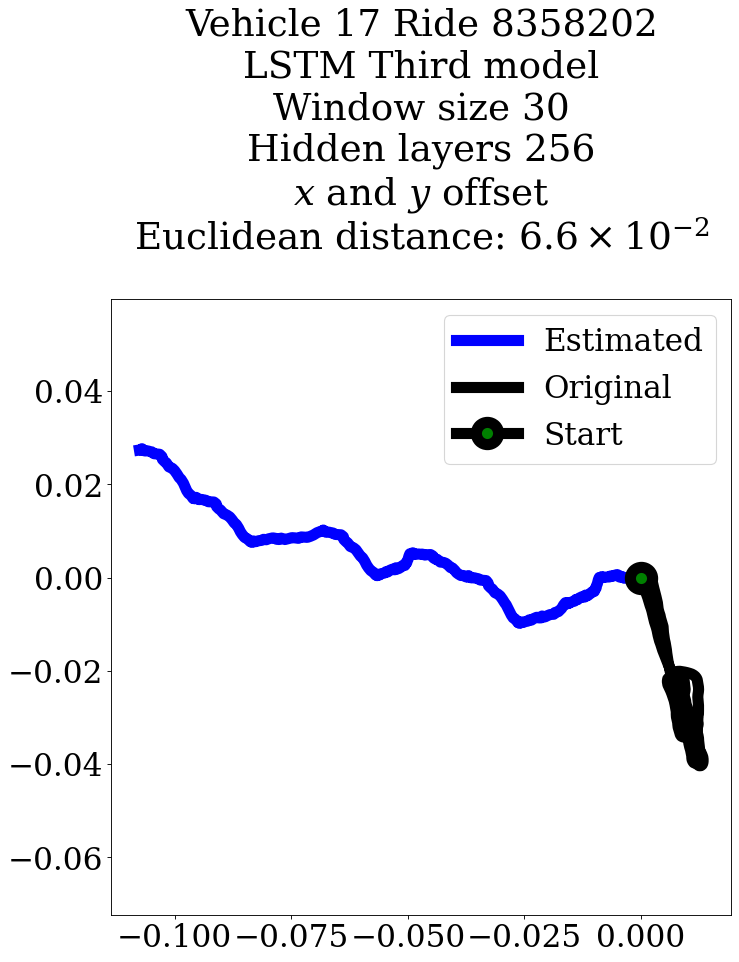 Vehicle 17 Ride 8358202
LSTM Third model
Window size 30
Hidden layers 256
x and y offset
Euclidean distance: 6.6 × 10⁻²
Estimated
Original
Start
0.04
0.02
0.00
−0.02
−0.04
−0.06
−0.100 −0.075 −0.050 −0.025 0.000